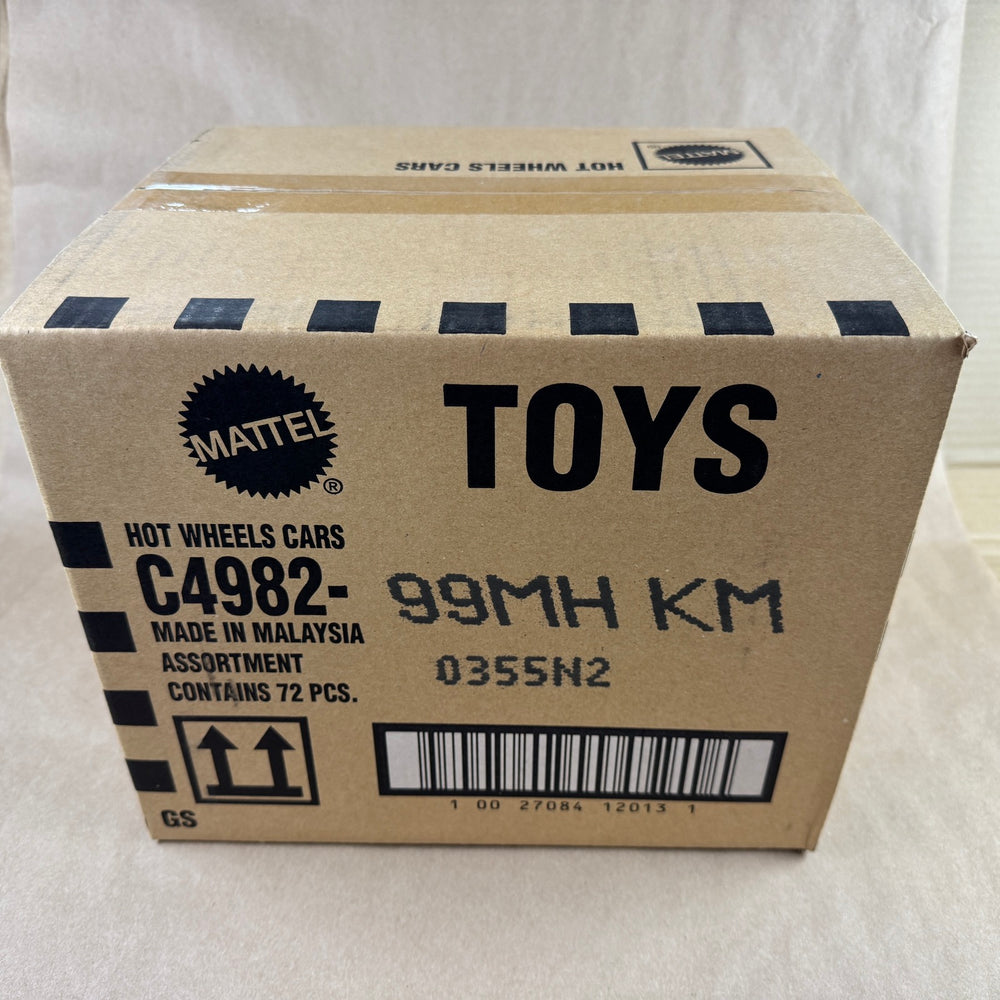 HOT WHEELS CARS
MATTEL
MATTEL ®
TOYS
HOT WHEELS CARS
C4982- 99MH KM
MADE IN MALAYSIA
ASSORTMENT
0355N2
CONTAINS 72 PCS.
1 00 27084 12013 1
GS